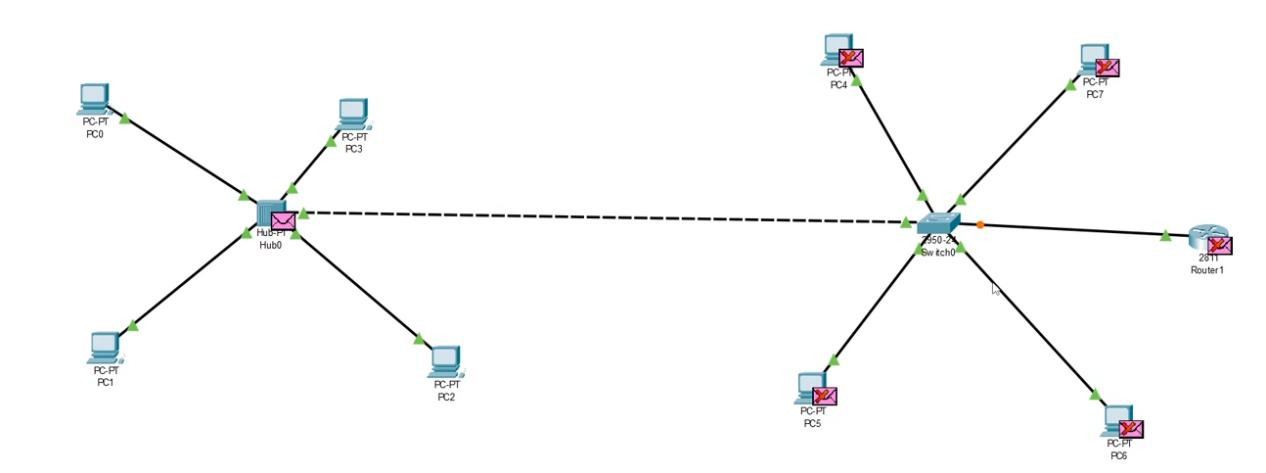 PC-PT
PC0
PC-PT
PC3
Hub-PT
Hub0
PC-PT
PC1
PC-PT
PC2
PC-PT
PC4
PC-PT
PC7
2950-24
Switch0
2811
Router1
PC-PT
PC5
PC-PT
PC6